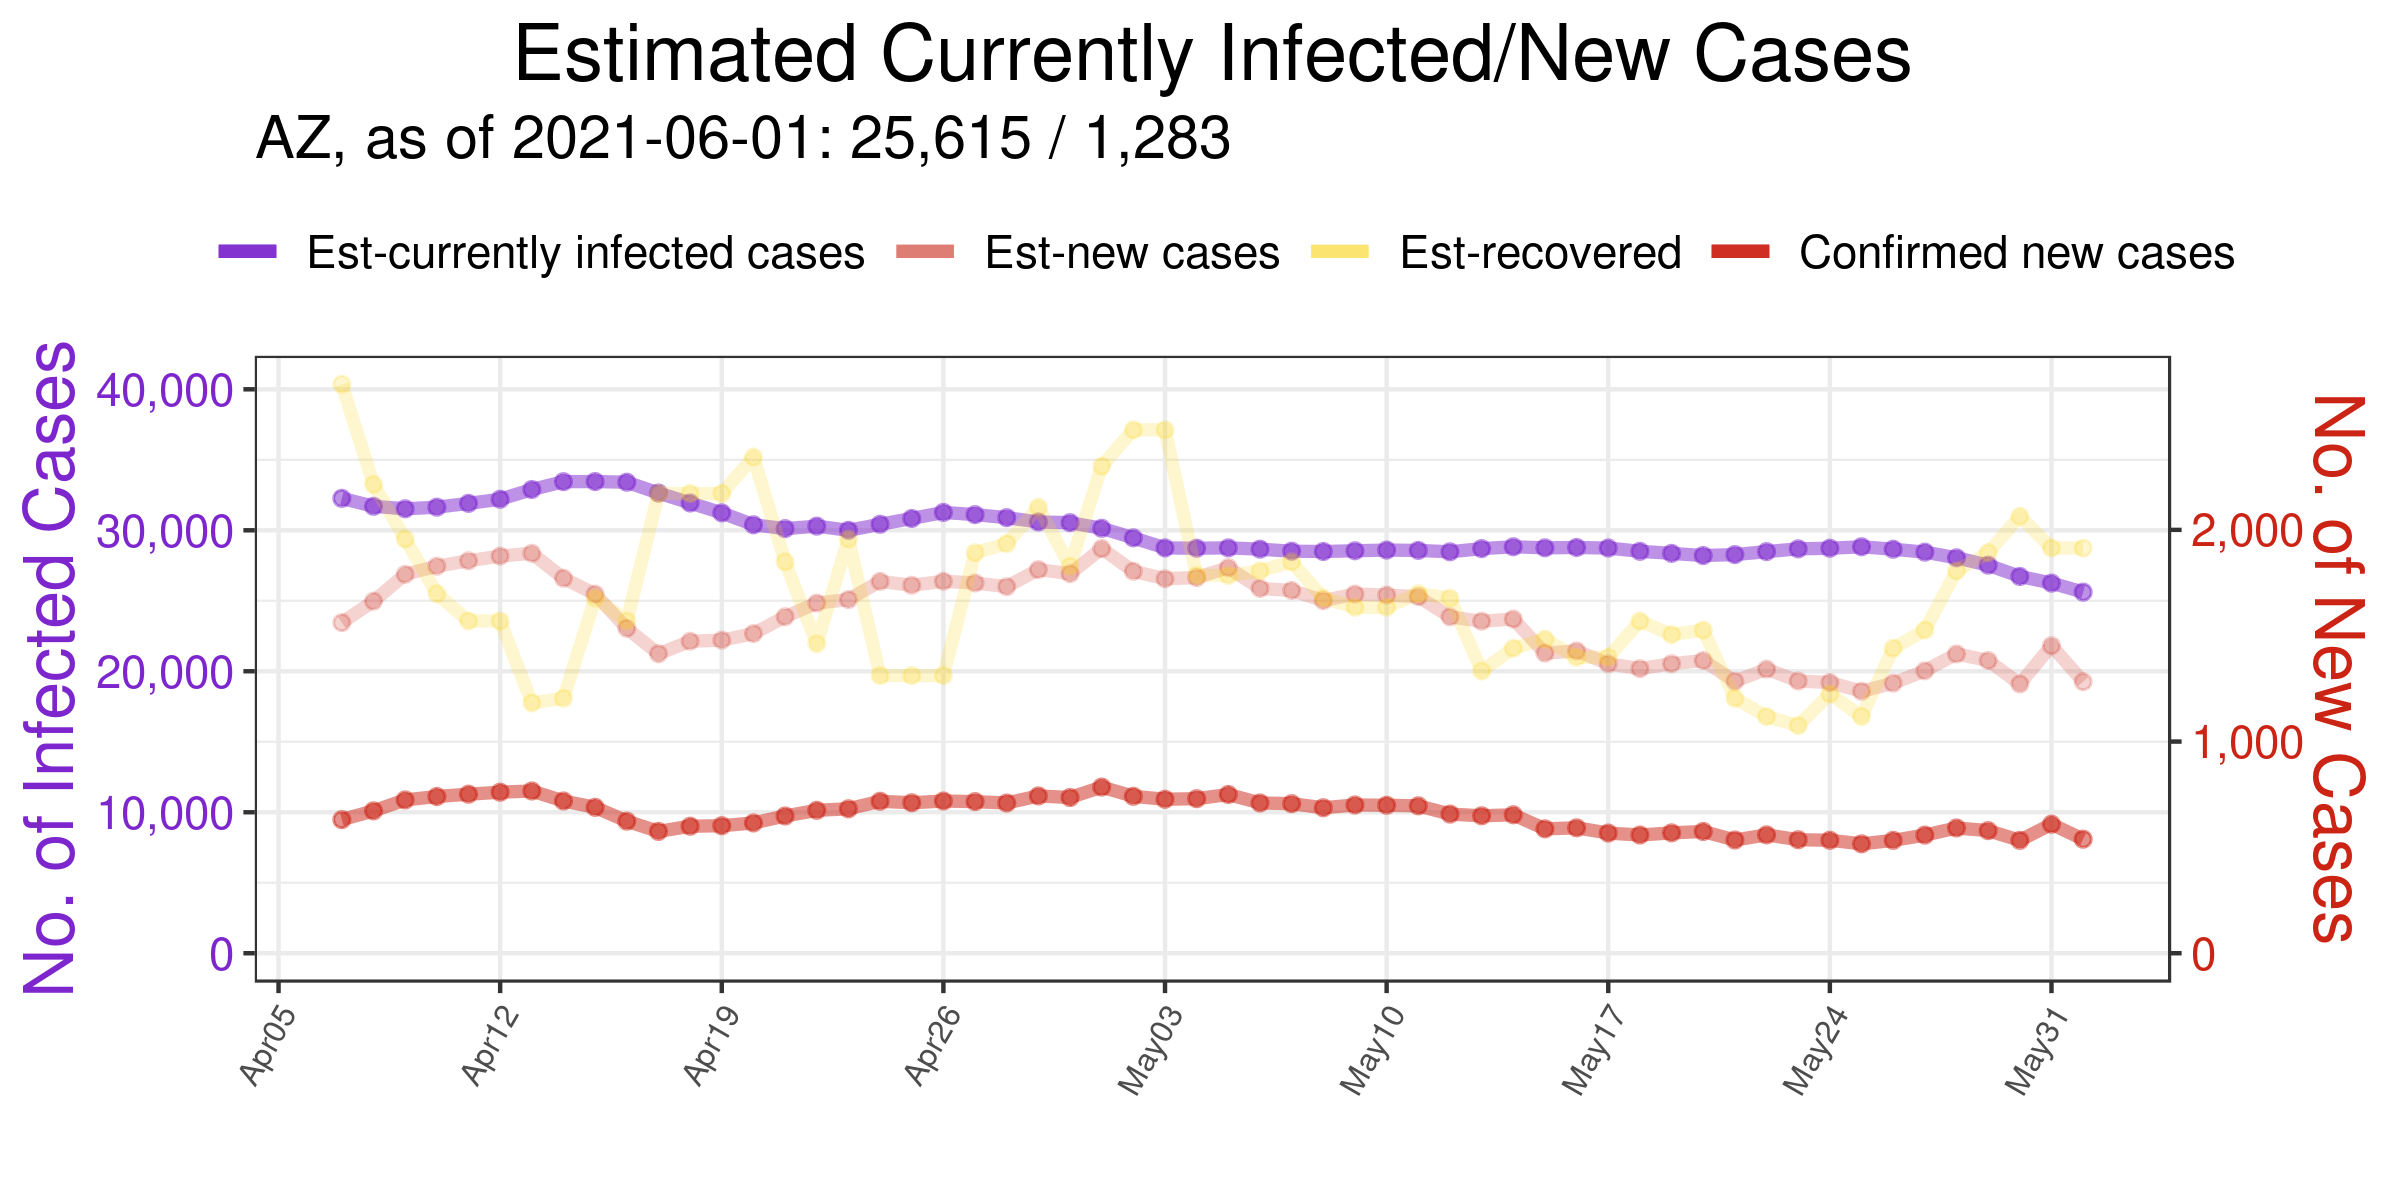 Estimated Currently Infected/New Cases
AZ, as of 2021-06-01: 25,615 / 1,283
Est-currently infected cases Est-new cases Est-recovered Confirmed new cases
No. of Infected Cases
40,000
30,000
20,000
10,000
0
2,000
1,000
0
No. of New Cases
Apr05 Apr12 Apr19 Apr26 May03 May10 May17 May24 May31